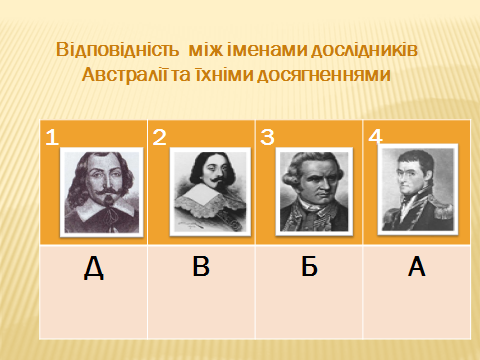 Відповідність між іменами дослідників
Австралії та їхніми досягненнями
1 2 3 4
Д В Б А